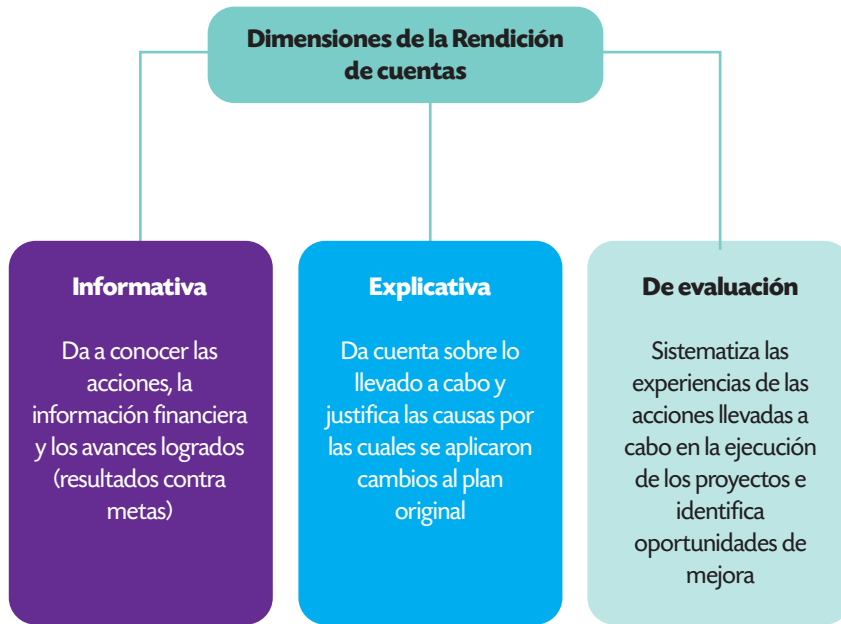 Dimensiones de la Rendición
de cuentas
Informativa
Da a conocer las
acciones, la
información financiera
y los avances logrados
(resultados contra
metas)
Explicativa
Da cuenta sobre lo
llevado a cabo y
justifica las causas por
las cuales se aplicaron
cambios al plan
original
De evaluación
Sistematiza las
experiencias de las
acciones llevadas a
cabo en la ejecución
de los proyectos e
identifica
oportunidades de
mejora